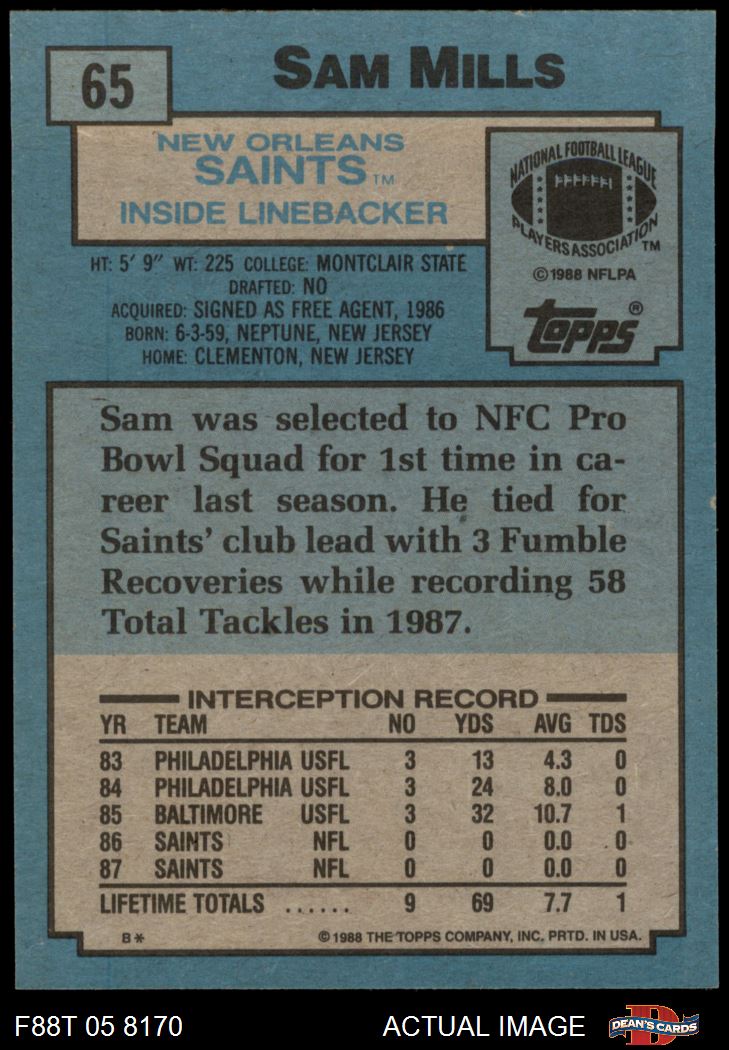 65
SAM MILLS
NEW ORLEANS
SAINTS™
INSIDE LINEBACKER
NATIONAL FOOTBALL LEAGUE
PLAYERS ASSOCIATION™
©1988 NFLPA
Topps®
HT: 5' 9" WT: 225 COLLEGE: MONTCLAIR STATE
DRAFTED: NO
ACQUIRED: SIGNED AS FREE AGENT, 1986
BORN: 6-3-59, NEPTUNE, NEW JERSEY
HOME: CLEMENTON, NEW JERSEY
Sam was selected to NFC Pro
Bowl Squad for 1st time in ca-
reer last season. He tied for
Saints' club lead with 3 Fumble
Recoveries while recording 58
Total Tackles in 1987.
INTERCEPTION RECORD
YR TEAM NO YDS AVG TDS
83 PHILADELPHIA USFL 3 13 4.3 0
84 PHILADELPHIA USFL 3 24 8.0 0
85 BALTIMORE USFL 3 32 10.7 1
86 SAINTS NFL 0 0 0.0 0
87 SAINTS NFL 0 0 0.0 0
LIFETIME TOTALS ...... 9 69 7.7 1
B* ©1988 THE TOPPS COMPANY, INC. PRTD. IN USA.
F88T 05 8170 ACTUAL IMAGE DEAN'S CARDS